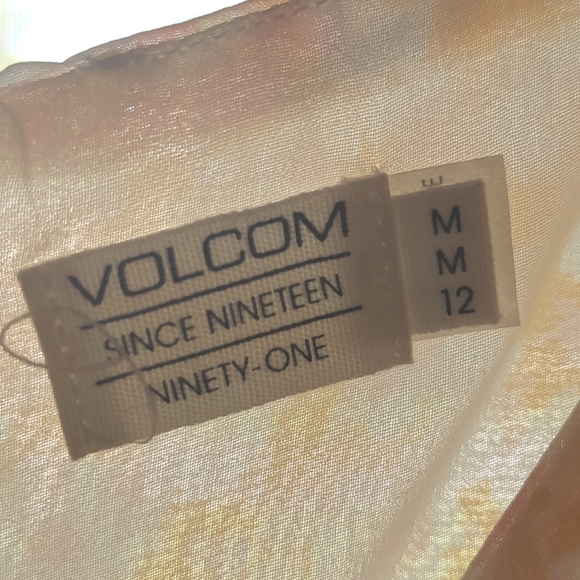 VOLCOM
SINCE NINETEEN
NINETY-ONE
M
M
12